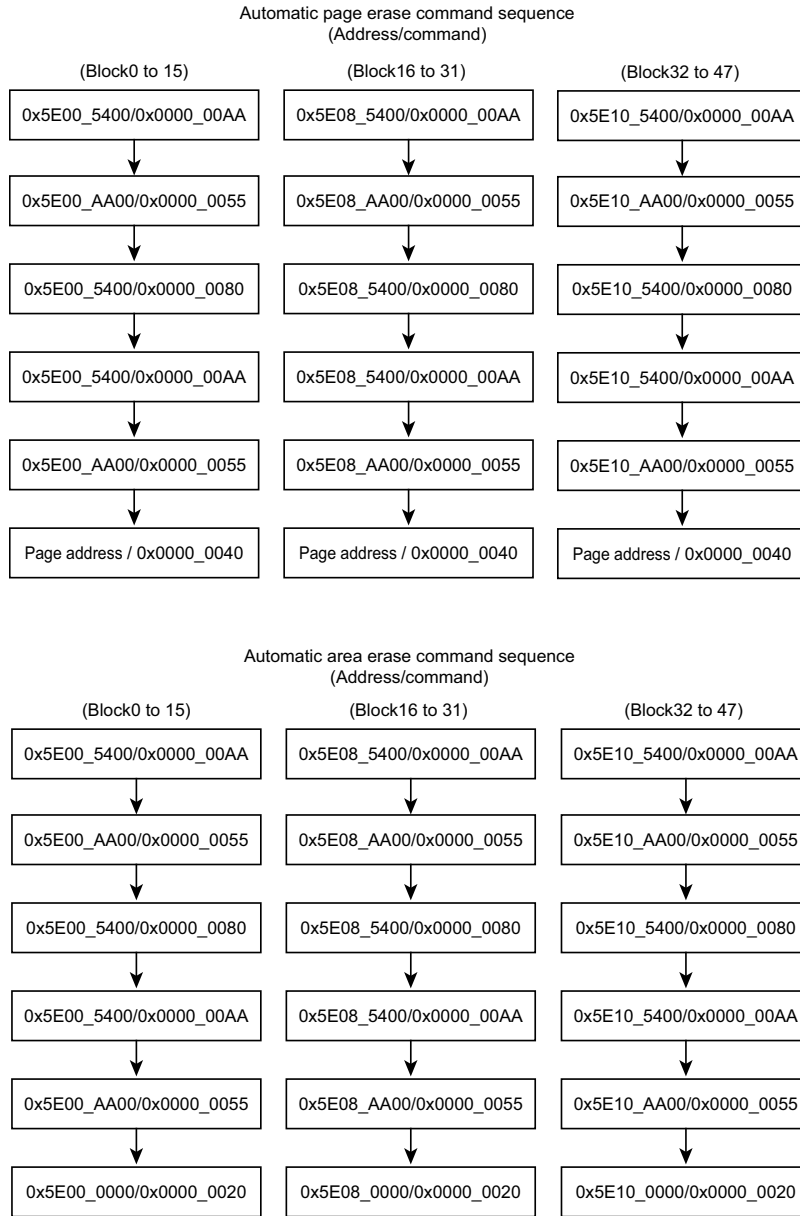 Automatic page erase command sequence
(Address/command)
(Block0 to 15)
0x5E00_5400/0x0000_00AA
0x5E00_AA00/0x0000_0055
0x5E00_5400/0x0000_0080
0x5E00_5400/0x0000_00AA
0x5E00_AA00/0x0000_0055
Page address / 0x0000_0040
(Block16 to 31)
0x5E08_5400/0x0000_00AA
0x5E08_AA00/0x0000_0055
0x5E08_5400/0x0000_0080
0x5E08_5400/0x0000_00AA
0x5E08_AA00/0x0000_0055
Page address / 0x0000_0040
(Block32 to 47)
0x5E10_5400/0x0000_00AA
0x5E10_AA00/0x0000_0055
0x5E10_5400/0x0000_0080
0x5E10_5400/0x0000_00AA
0x5E10_AA00/0x0000_0055
Page address / 0x0000_0040
Automatic area erase command sequence
(Address/command)
(Block0 to 15)
0x5E00_5400/0x0000_00AA
0x5E00_AA00/0x0000_0055
0x5E00_5400/0x0000_0080
0x5E00_5400/0x0000_00AA
0x5E00_AA00/0x0000_0055
0x5E00_0000/0x0000_0020
(Block16 to 31)
0x5E08_5400/0x0000_00AA
0x5E08_AA00/0x0000_0055
0x5E08_5400/0x0000_0080
0x5E08_5400/0x0000_00AA
0x5E08_AA00/0x0000_0055
0x5E08_0000/0x0000_0020
(Block32 to 47)
0x5E10_5400/0x0000_00AA
0x5E10_AA00/0x0000_0055
0x5E10_5400/0x0000_0080
0x5E10_5400/0x0000_00AA
0x5E10_AA00/0x0000_0055
0x5E10_0000/0x0000_0020